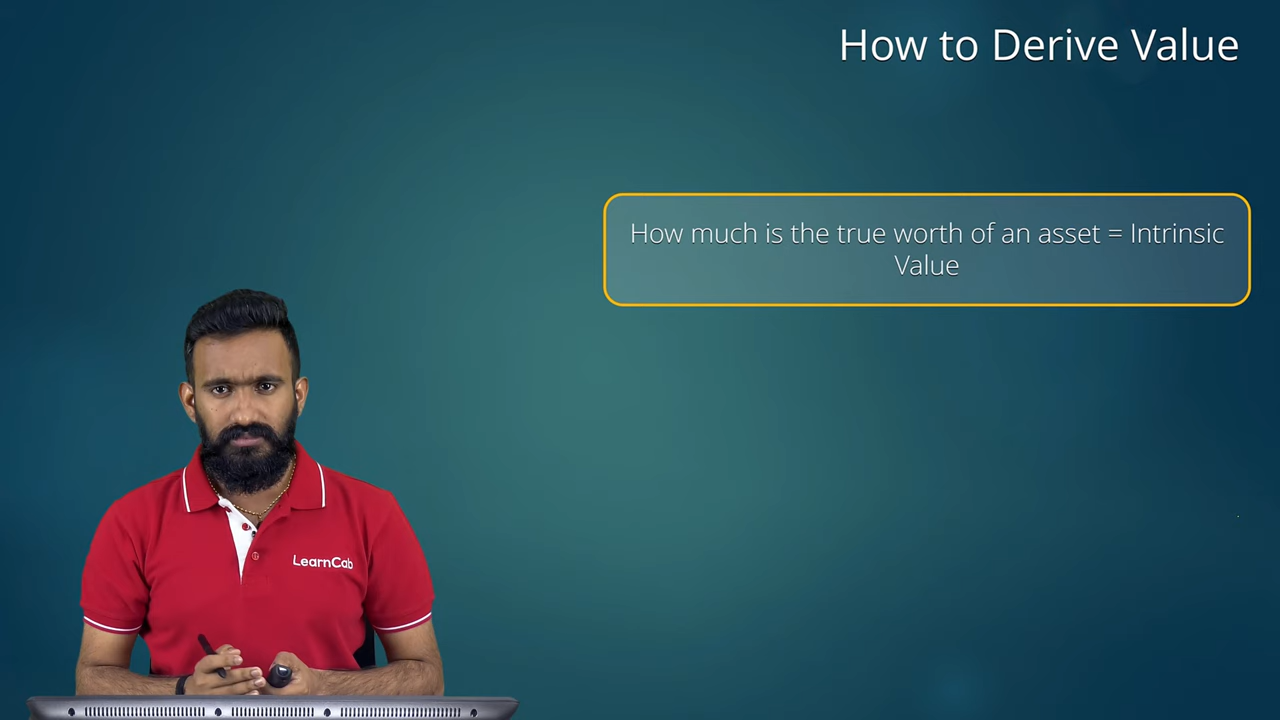 How to Derive Value
How much is the true worth of an asset = Intrinsic
Value
LearnCab